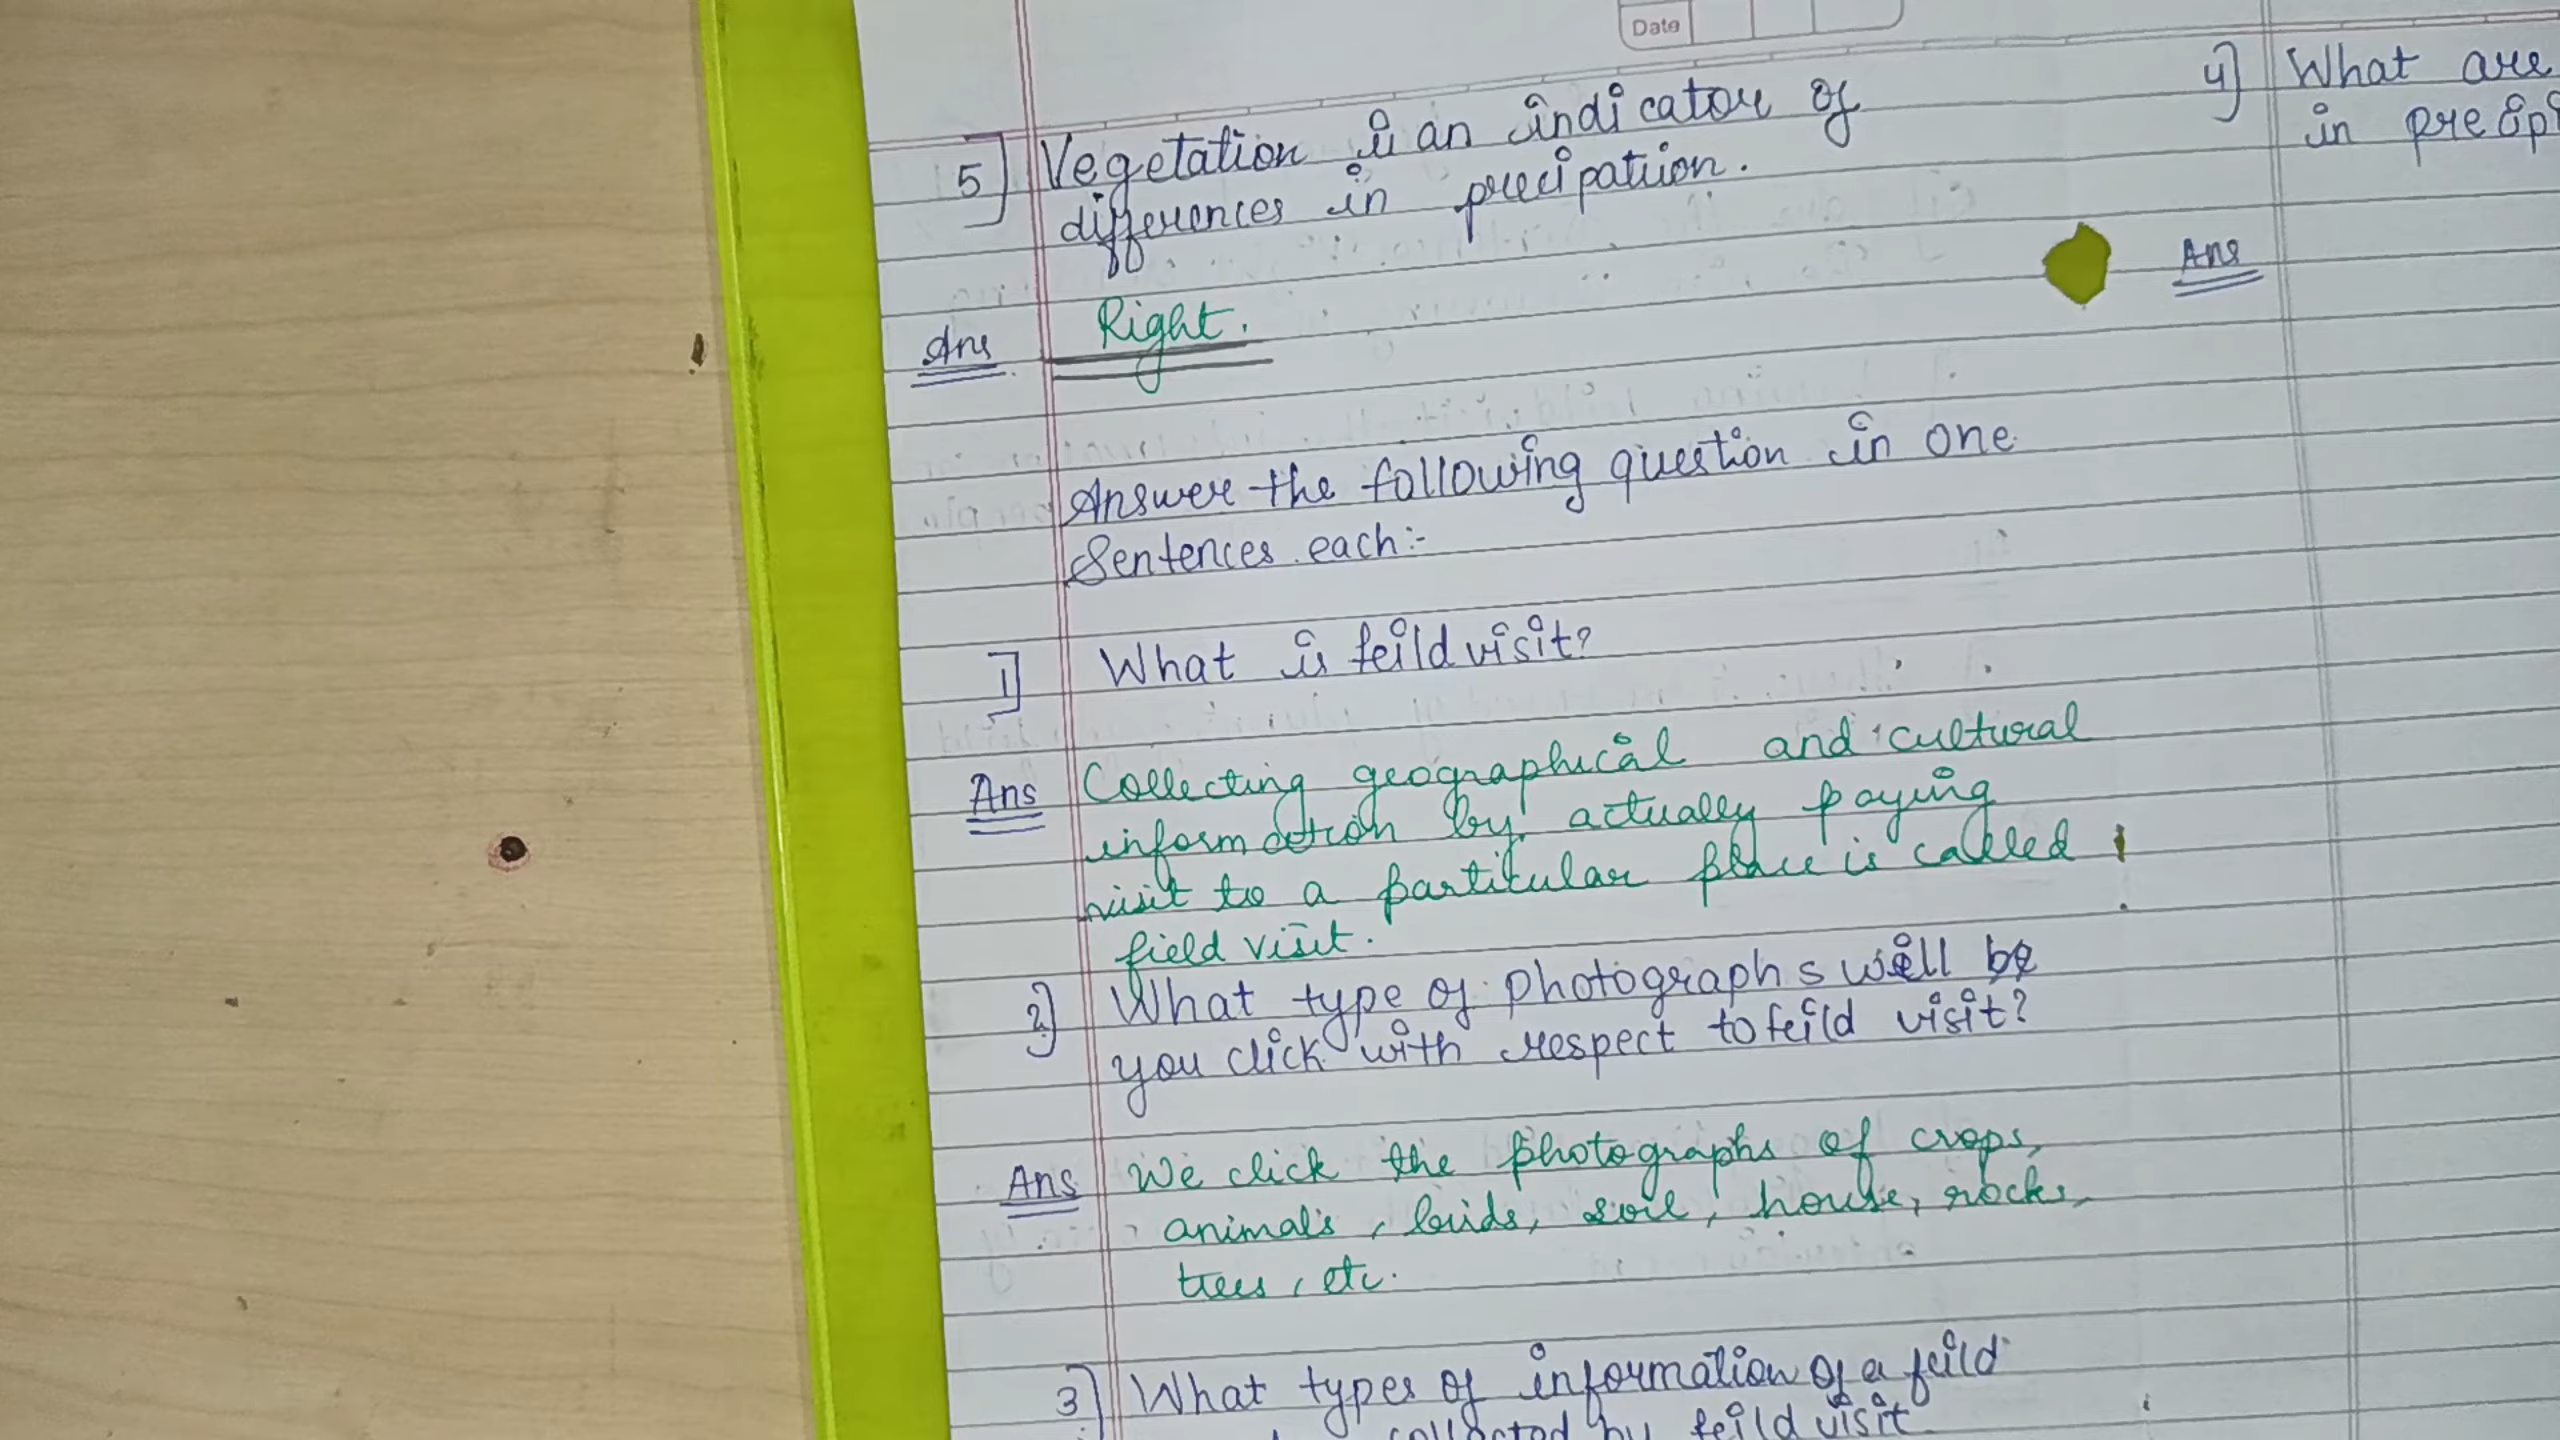 Date
5] Vegetation is an indicator of
differences in precipation.
Ans Right.
Answer the following question in one
Sentences each:-
1] What is feild visit?
Ans Collecting geographical and cultural
information by actually paying
visit to a particular place is called
field visit.
2] What type of photographs will be
you click with respect to feild visit?
Ans We click the photographs of crops,
animals, birds, soil, house, rocks,
trees, etc.
3] What types of information of a feild
collected by feild visit
4] What are
in precipi
Ans